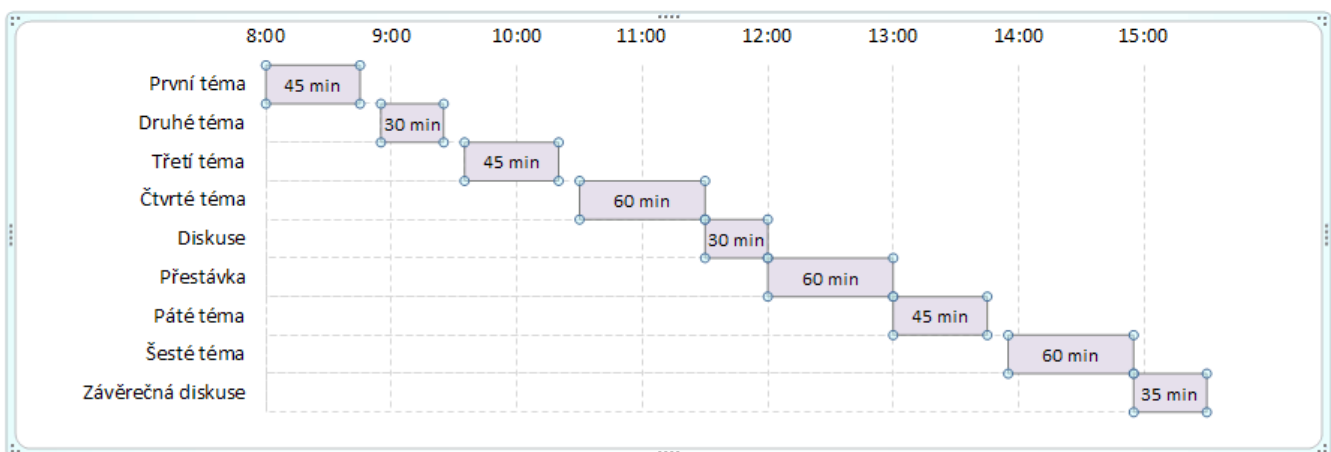 8:00 9:00 10:00 11:00 12:00 13:00 14:00 15:00
První téma 45 min
Druhé téma 30 min
Třetí téma 45 min
Čtvrté téma 60 min
Diskuse 30 min
Přestávka 60 min
Páté téma 45 min
Šesté téma 60 min
Závěrečná diskuse 35 min